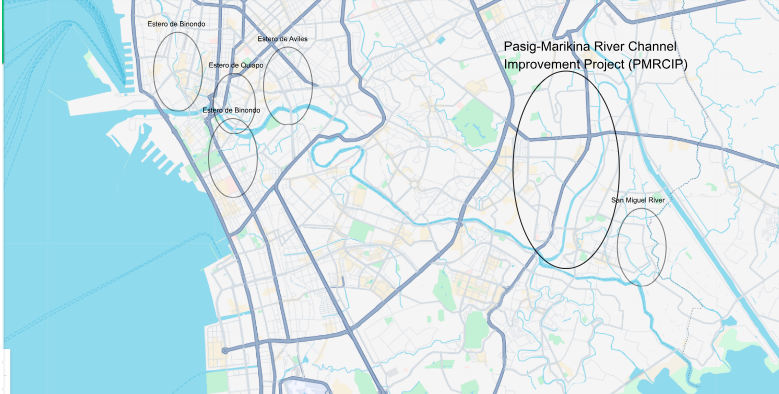 Estero de Binondo
Estero de Aviles
Pasig-Marikina River Channel
Improvement Project (PMRCIP)
Estero de Quiapo
Estero de Binondo
San Miguel River